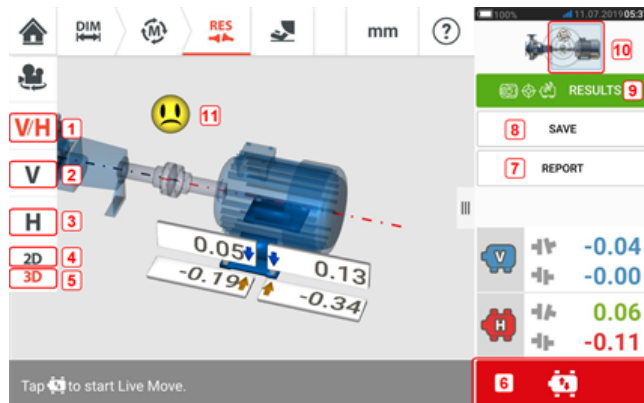 DIM
RES
mm
?
100%
11.07.2019 05:3
10
V/H
1
11
RESULTS
9
8
SAVE
V
2
7
REPORT
H
3
2D
4
3D
5
0.05
0.13
-0.19
-0.34
V
-0.04
-0.00
H
0.06
-0.11
Tap to start Live Move.
6